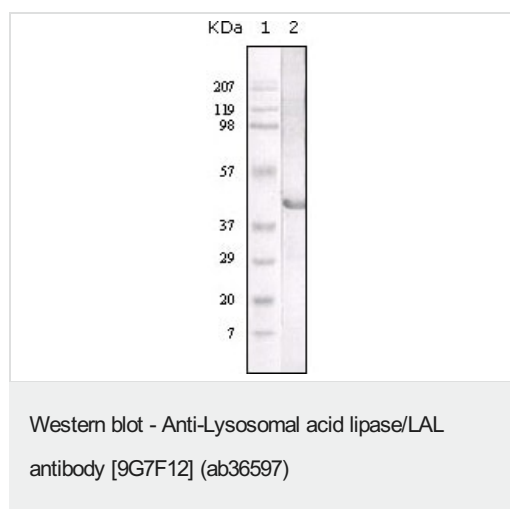 KDa 1 2
207
119
98
57
37
29
20
7
Western blot - Anti-Lysosomal acid lipase/LAL
antibody [9G7F12] (ab36597)